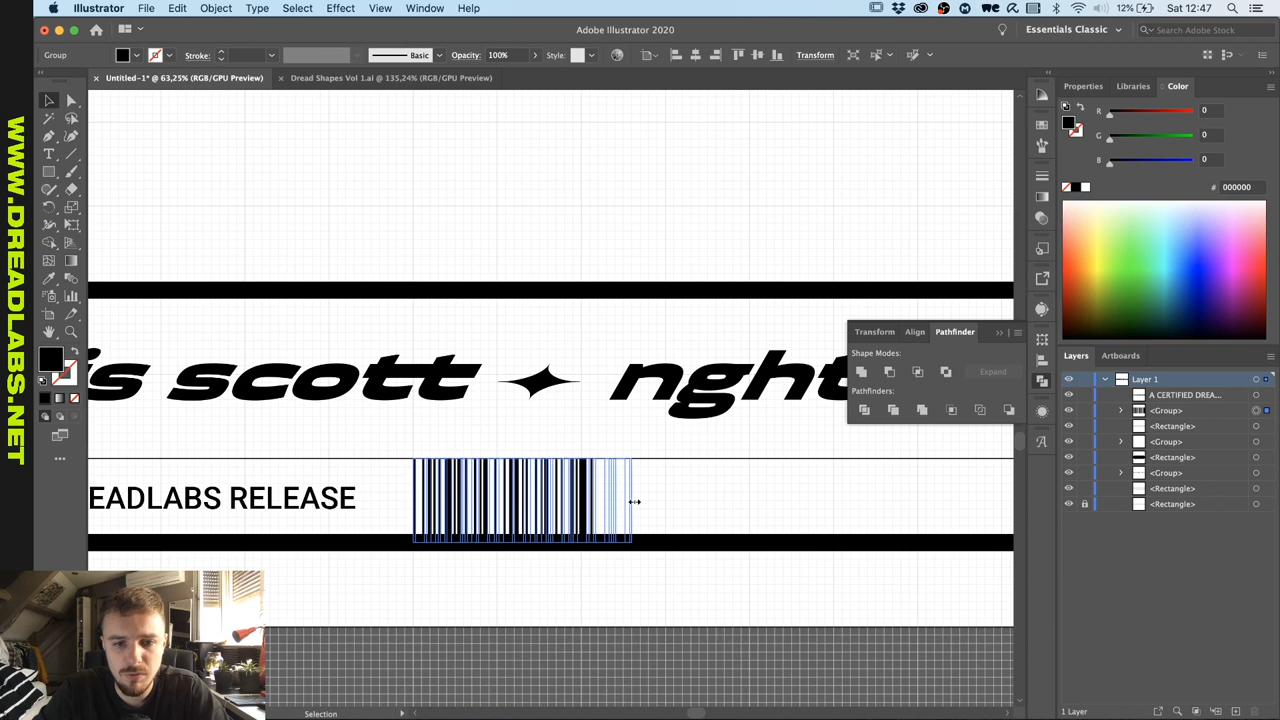 Illustrator File Edit Object Type Select Effect View Window Help 12% Sat 12:47
Adobe Illustrator 2020
Essentials Classic
Search Adobe Stock
Group Stroke: Basic Opacity: 100% Style: Transform
Untitled-1* @ 63,25% (RGB/GPU Preview) Dread Shapes Vol 1.ai @ 135,24% (RGB/GPU Preview)
WWW.DREADLABS.NET
is scott nght
EADLABS RELEASE
Transform Align Pathfinder
Shape Modes:
Expand
Pathfinders:
Properties Libraries Color
R 0
G 0
B 0
# 000000
Layers Artboards
Layer 1
A CERTIFIED DREA...
<Group>
<Rectangle>
<Group>
<Rectangle>
<Group>
<Rectangle>
<Rectangle>
Selection
1 Layer